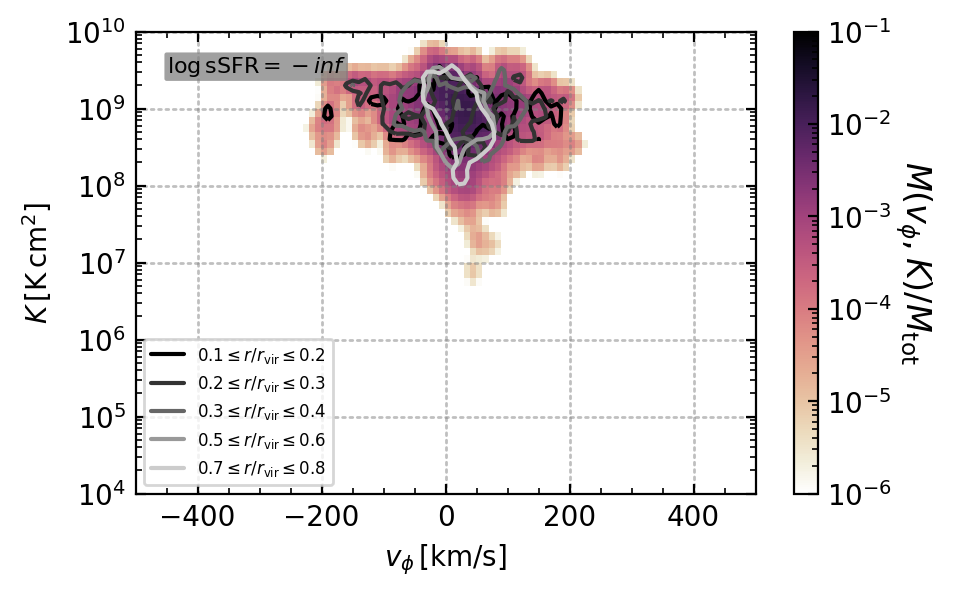 log sSFR = −inf
10^10
10^9
10^8
10^7
10^6
10^5
10^4
K [K cm^2]
0.1 ≤ r/r_vir ≤ 0.2
0.2 ≤ r/r_vir ≤ 0.3
0.3 ≤ r/r_vir ≤ 0.4
0.5 ≤ r/r_vir ≤ 0.6
0.7 ≤ r/r_vir ≤ 0.8
−400 −200 0 200 400
v_ϕ [km/s]
10^−1
10^−2
10^−3
10^−4
10^−5
10^−6
M(v_ϕ, K)/M_tot